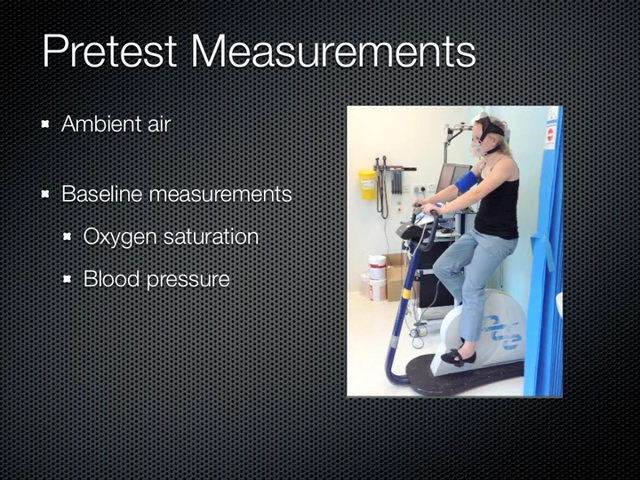 Pretest Measurements
Ambient air
Baseline measurements
Oxygen saturation
Blood pressure